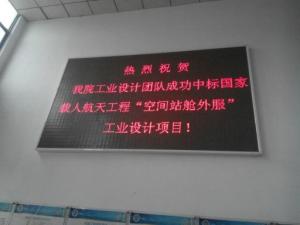 热烈祝贺
我院工业设计团队成功中标国家
载人航天工程“空间站舱外服”
工业设计项目！